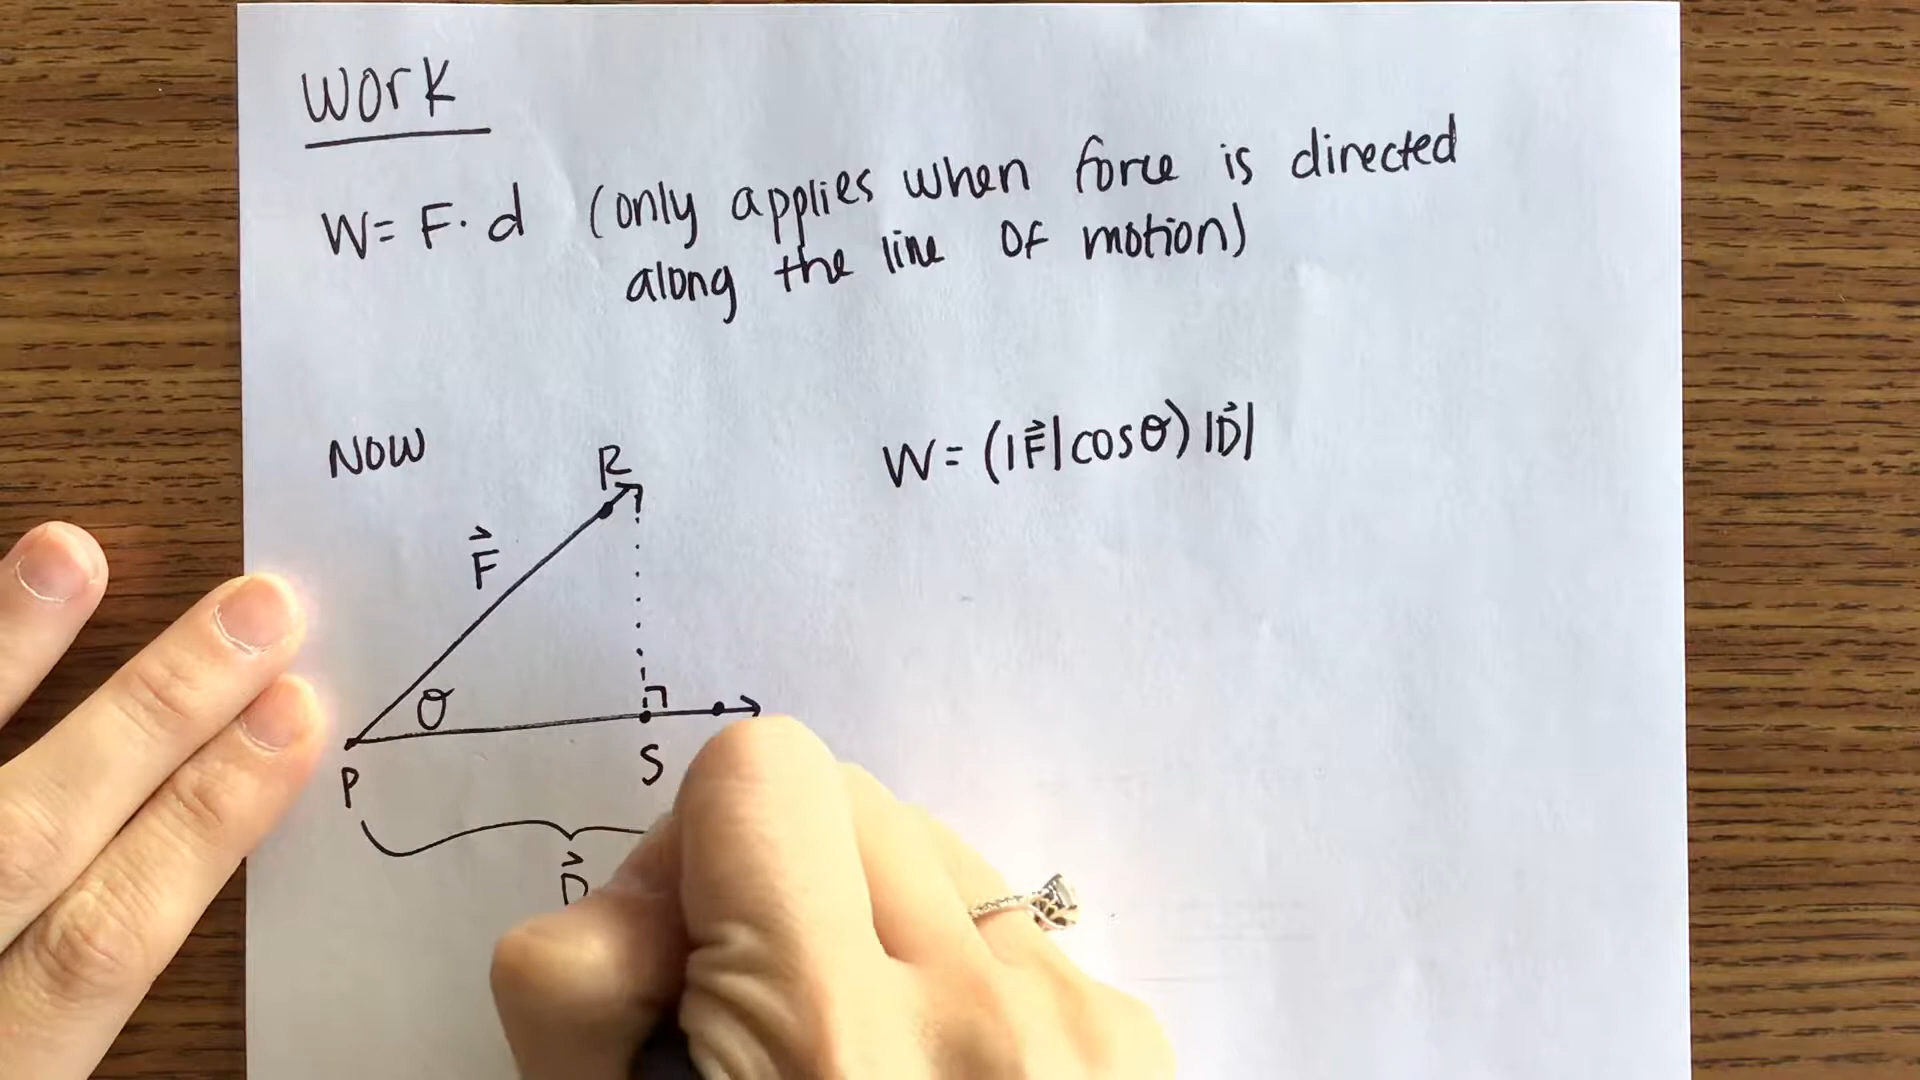 Work
W= F · d (only applies when force is directed
along the line of motion)
NOW
W= (|F⃗|cosθ)|D⃗|
R
F⃗
θ
P
S
D⃗